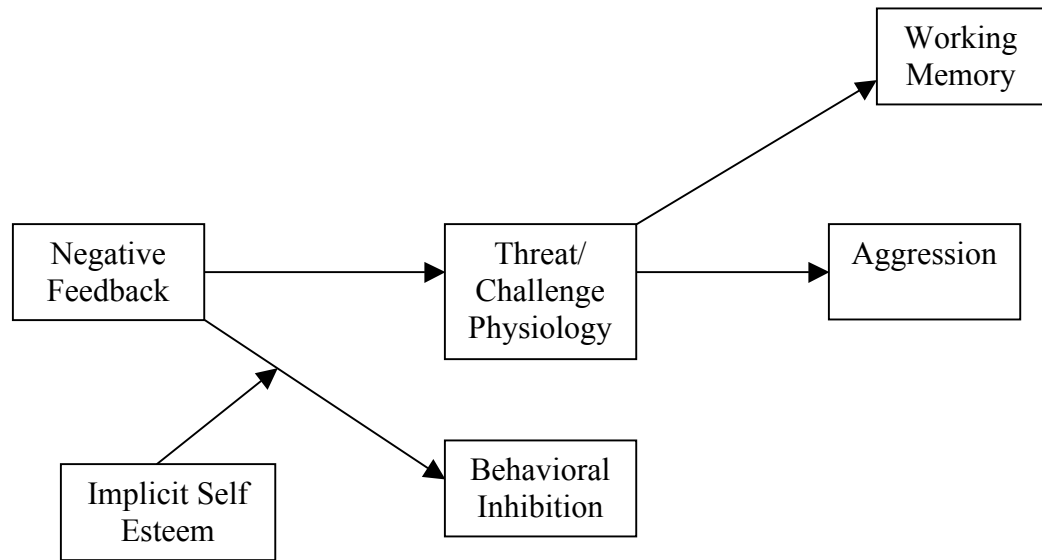 Working
Memory
Negative
Feedback
Threat/
Challenge
Physiology
Aggression
Implicit Self
Esteem
Behavioral
Inhibition